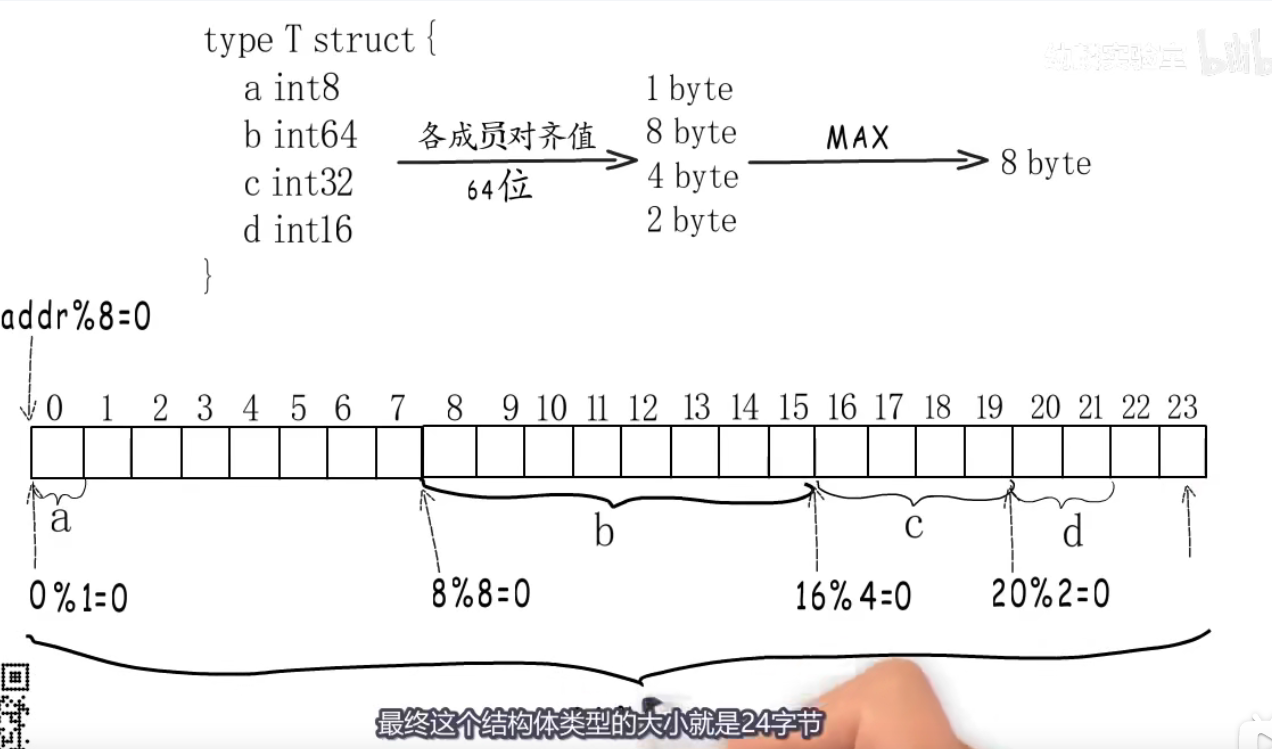 type T struct {
a int8
b int64
c int32
d int16
}
各成员对齐值
64位
1 byte
8 byte
4 byte
2 byte
MAX
8 byte
addr%8=0
0 1 2 3 4 5 6 7 8 9 10 11 12 13 14 15 16 17 18 19 20 21 22 23
a
b
c
d
0%1=0
8%8=0
16%4=0
20%2=0
最终这个结构体类型的大小就是24字节